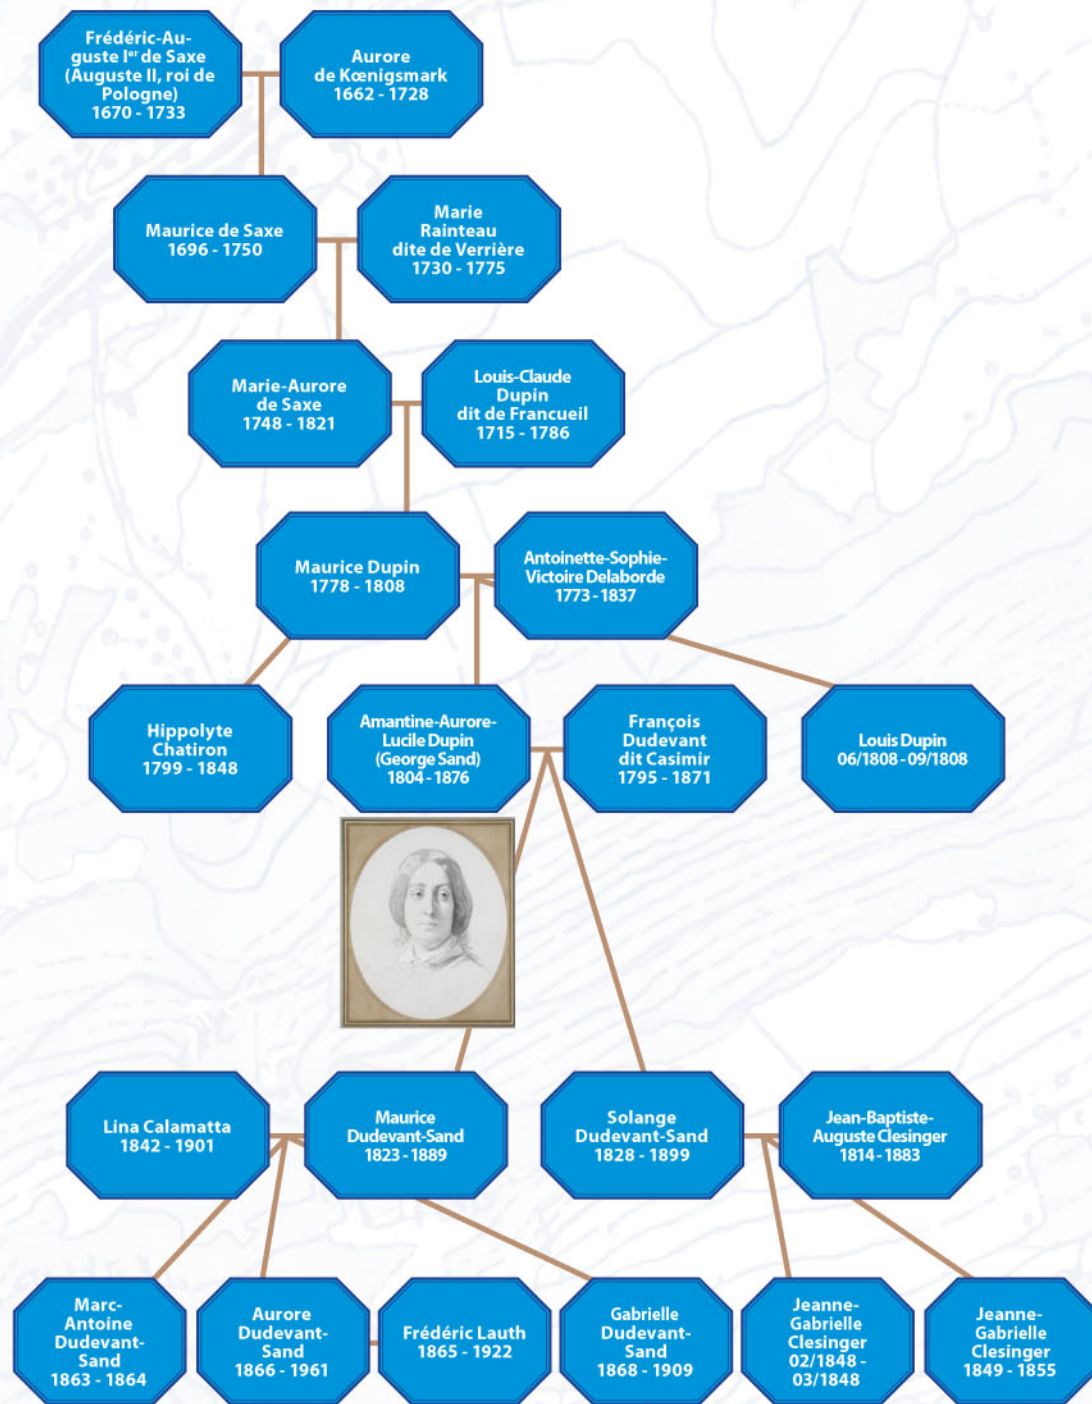 Frédéric-Au-
guste Iᵉʳ de Saxe
(Auguste II, roi de
Pologne)
1670 - 1733
Aurore
de Kœnigsmark
1662 - 1728
Maurice de Saxe
1696 - 1750
Marie
Rainteau
dite de Verrière
1730 - 1775
Marie-Aurore
de Saxe
1748 - 1821
Louis-Claude
Dupin
dit de Francueil
1715 - 1786
Maurice Dupin
1778 - 1808
Antoinette-Sophie-
Victoire Delaborde
1773 - 1837
Hippolyte
Chatiron
1799 - 1848
Amantine-Aurore-
Lucile Dupin
(George Sand)
1804 - 1876
François
Dudevant
dit Casimir
1795 - 1871
Louis Dupin
06/1808 - 09/1808
Lina Calamatta
1842 - 1901
Maurice
Dudevant-Sand
1823 - 1889
Solange
Dudevant-Sand
1828 - 1899
Jean-Baptiste-
Auguste Clesinger
1814 - 1883
Marc-
Antoine
Dudevant-
Sand
1863 - 1864
Aurore
Dudevant-
Sand
1866 - 1961
Frédéric Lauth
1865 - 1922
Gabrielle
Dudevant-
Sand
1868 - 1909
Jeanne-
Gabrielle
Clesinger
02/1848 -
03/1848
Jeanne-
Gabrielle
Clesinger
1849 - 1855